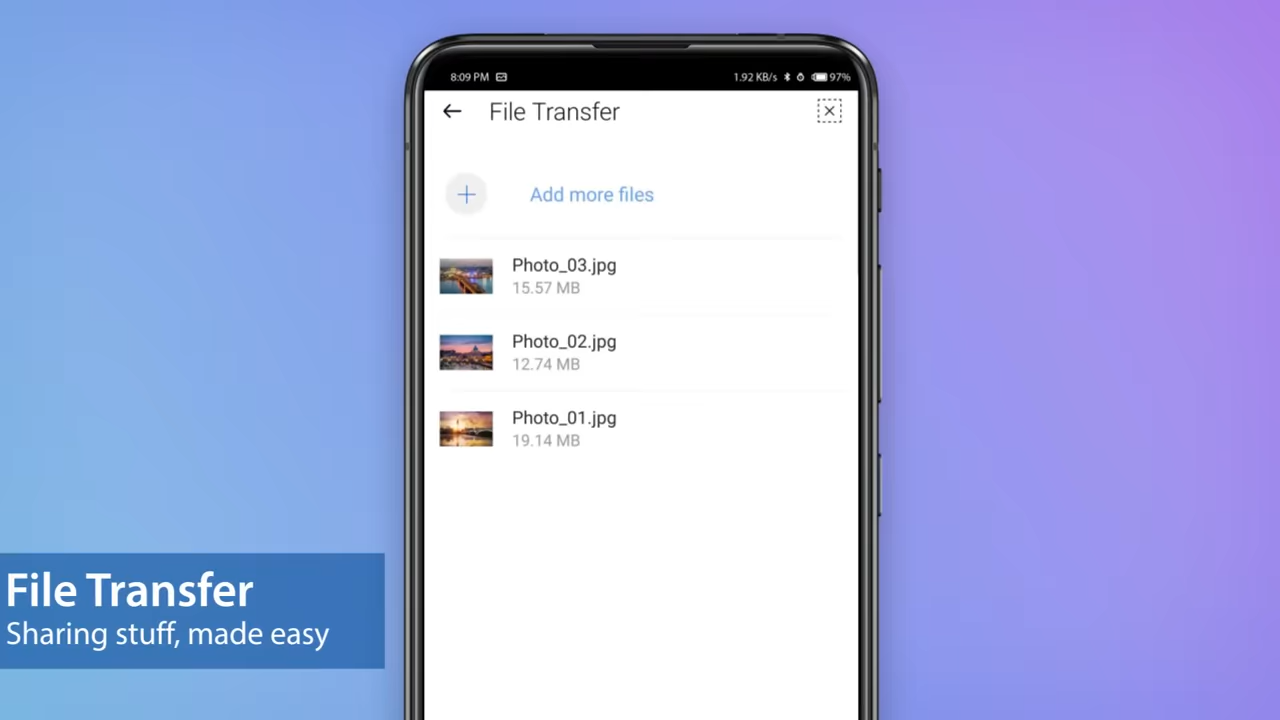 8:09 PM
1.92 KB/s
97%
File Transfer
Add more files
Photo_03.jpg
15.57 MB
Photo_02.jpg
12.74 MB
Photo_01.jpg
19.14 MB
File Transfer
Sharing stuff, made easy